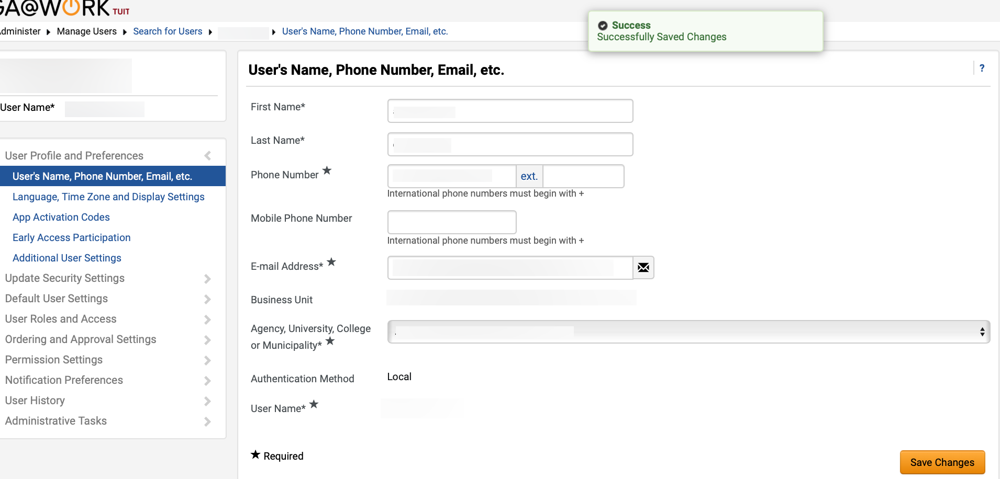 GA@WORK TUIT
Administer Manage Users Search for Users User's Name, Phone Number, Email, etc.
Success
Successfully Saved Changes
User Name*
User Profile and Preferences
User's Name, Phone Number, Email, etc.
Language, Time Zone and Display Settings
App Activation Codes
Early Access Participation
Additional User Settings
Update Security Settings
Default User Settings
User Roles and Access
Ordering and Approval Settings
Permission Settings
Notification Preferences
User History
Administrative Tasks
User's Name, Phone Number, Email, etc.
?
First Name*
Last Name*
Phone Number ★ ext.
International phone numbers must begin with +
Mobile Phone Number
International phone numbers must begin with +
E-mail Address* ★
Business Unit
Agency, University, College
or Municipality* ★
Authentication Method Local
User Name* ★
★ Required
Save Changes